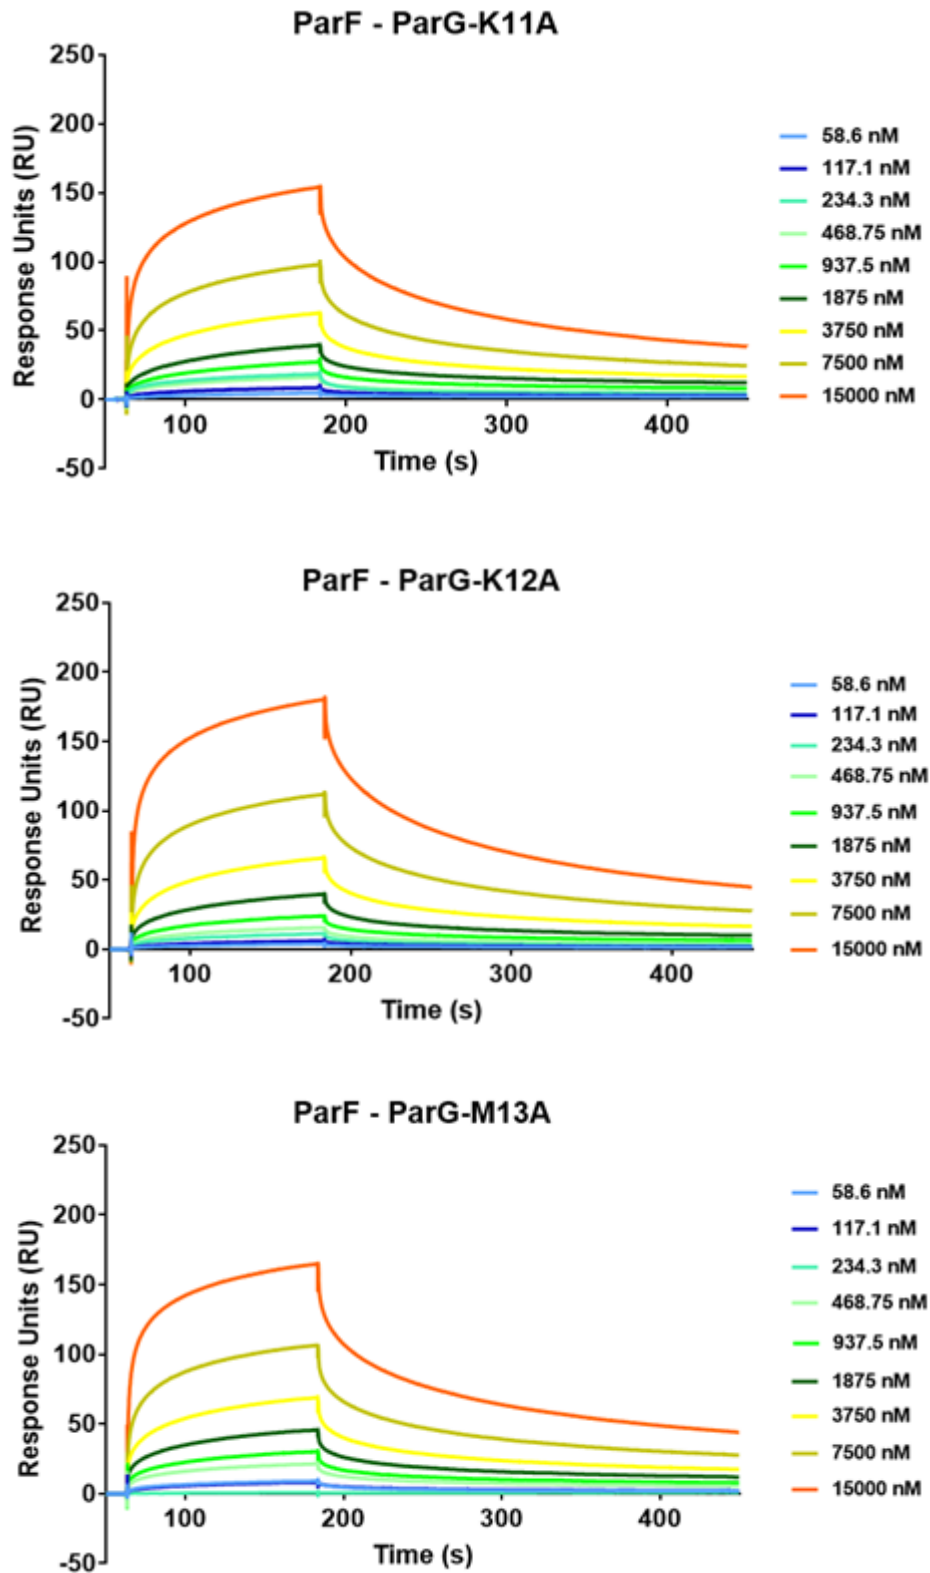 ParF - ParG-K11A
250
200
150
100
50
0
-50
Response Units (RU)
100 200 300 400
Time (s)
58.6 nM
117.1 nM
234.3 nM
468.75 nM
937.5 nM
1875 nM
3750 nM
7500 nM
15000 nM
ParF - ParG-K12A
250
200
150
100
50
0
-50
Response Units (RU)
100 200 300 400
Time (s)
58.6 nM
117.1 nM
234.3 nM
468.75 nM
937.5 nM
1875 nM
3750 nM
7500 nM
15000 nM
ParF - ParG-M13A
250
200
150
100
50
0
-50
Response Units (RU)
100 200 300 400
Time (s)
58.6 nM
117.1 nM
234.3 nM
468.75 nM
937.5 nM
1875 nM
3750 nM
7500 nM
15000 nM